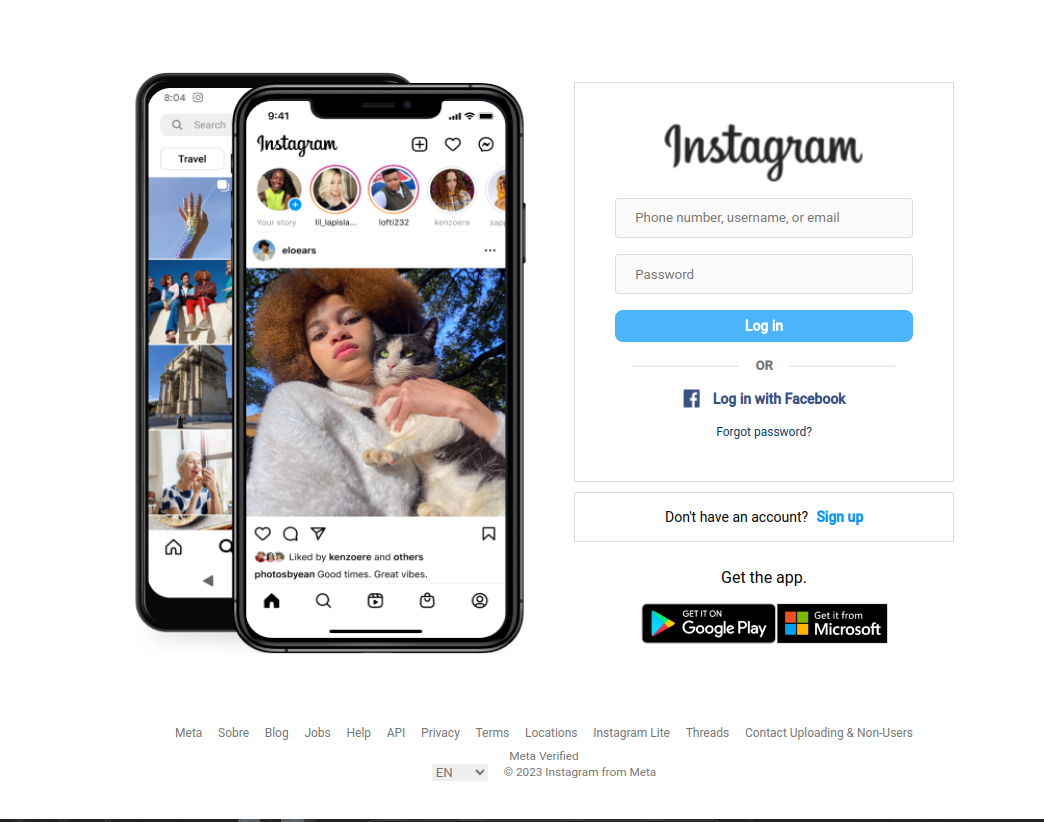 8:04
Search
Travel
9:41
Instagram
Your story
lil_lapisla...
lofti232
kenzoere
sapp
eloears
Liked by kenzoere and others
photosbyean Good times. Great vibes.
Instagram
Phone number, username, or email
Password
Log in
OR
Log in with Facebook
Forgot password?
Don't have an account? Sign up
Get the app.
GET IT ON
Google Play
Get it from
Microsoft
Meta Sobre Blog Jobs Help API Privacy Terms Locations Instagram Lite Threads Contact Uploading & Non-Users
Meta Verified
EN © 2023 Instagram from Meta